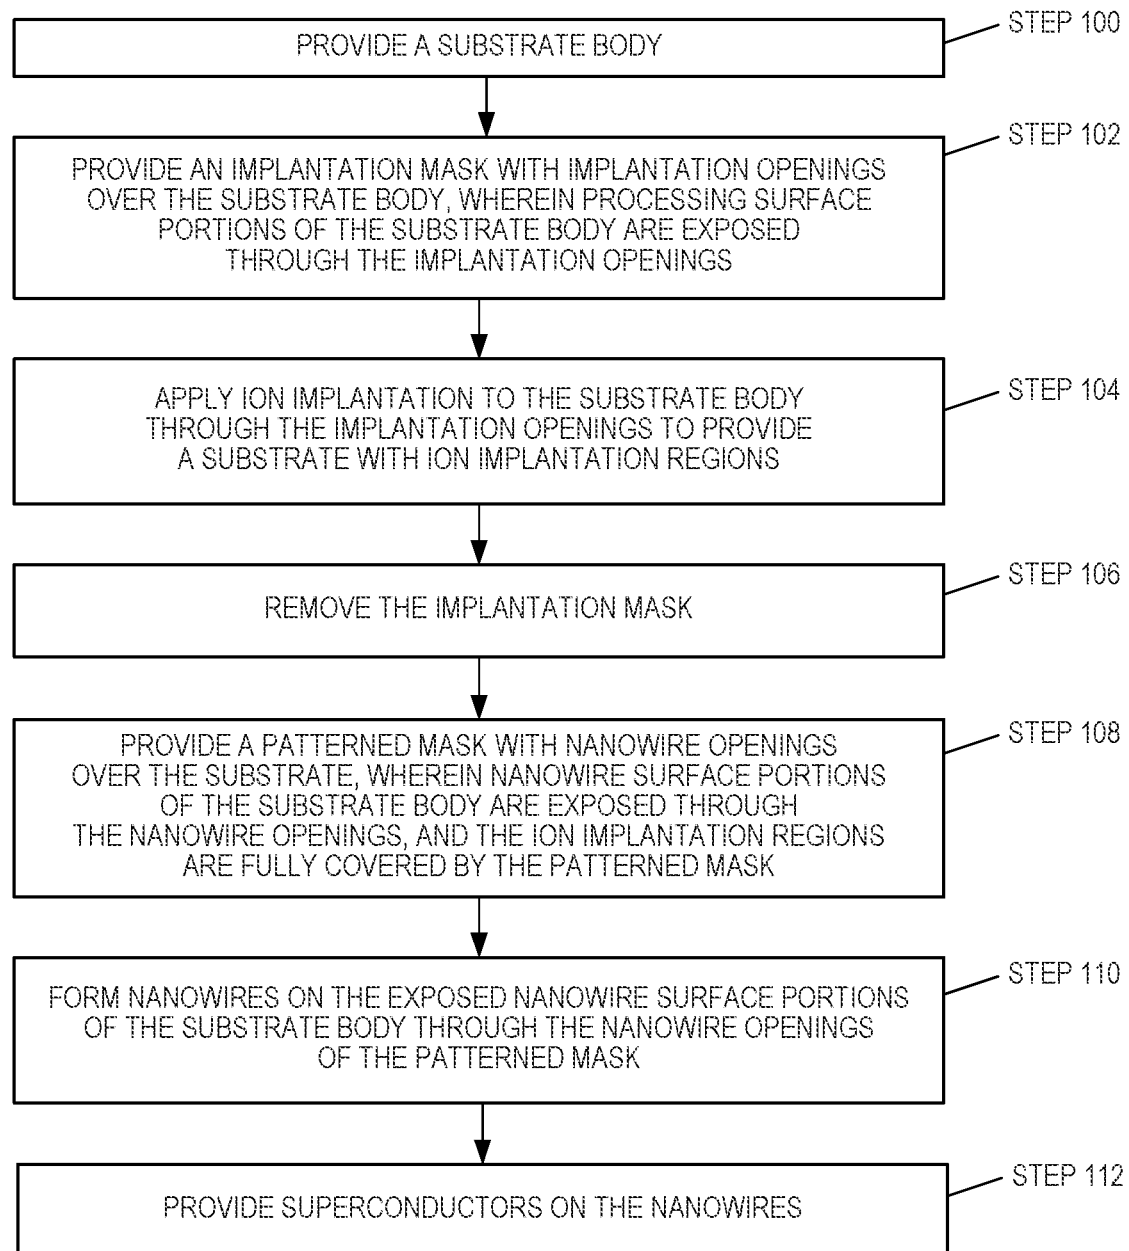 PROVIDE A SUBSTRATE BODY
STEP 100
PROVIDE AN IMPLANTATION MASK WITH IMPLANTATION OPENINGS
OVER THE SUBSTRATE BODY, WHEREIN PROCESSING SURFACE
PORTIONS OF THE SUBSTRATE BODY ARE EXPOSED
THROUGH THE IMPLANTATION OPENINGS
STEP 102
APPLY ION IMPLANTATION TO THE SUBSTRATE BODY
THROUGH THE IMPLANTATION OPENINGS TO PROVIDE
A SUBSTRATE WITH ION IMPLANTATION REGIONS
STEP 104
REMOVE THE IMPLANTATION MASK
STEP 106
PROVIDE A PATTERNED MASK WITH NANOWIRE OPENINGS
OVER THE SUBSTRATE, WHEREIN NANOWIRE SURFACE PORTIONS
OF THE SUBSTRATE BODY ARE EXPOSED THROUGH
THE NANOWIRE OPENINGS, AND THE ION IMPLANTATION REGIONS
ARE FULLY COVERED BY THE PATTERNED MASK
STEP 108
FORM NANOWIRES ON THE EXPOSED NANOWIRE SURFACE PORTIONS
OF THE SUBSTRATE BODY THROUGH THE NANOWIRE OPENINGS
OF THE PATTERNED MASK
STEP 110
PROVIDE SUPERCONDUCTORS ON THE NANOWIRES
STEP 112